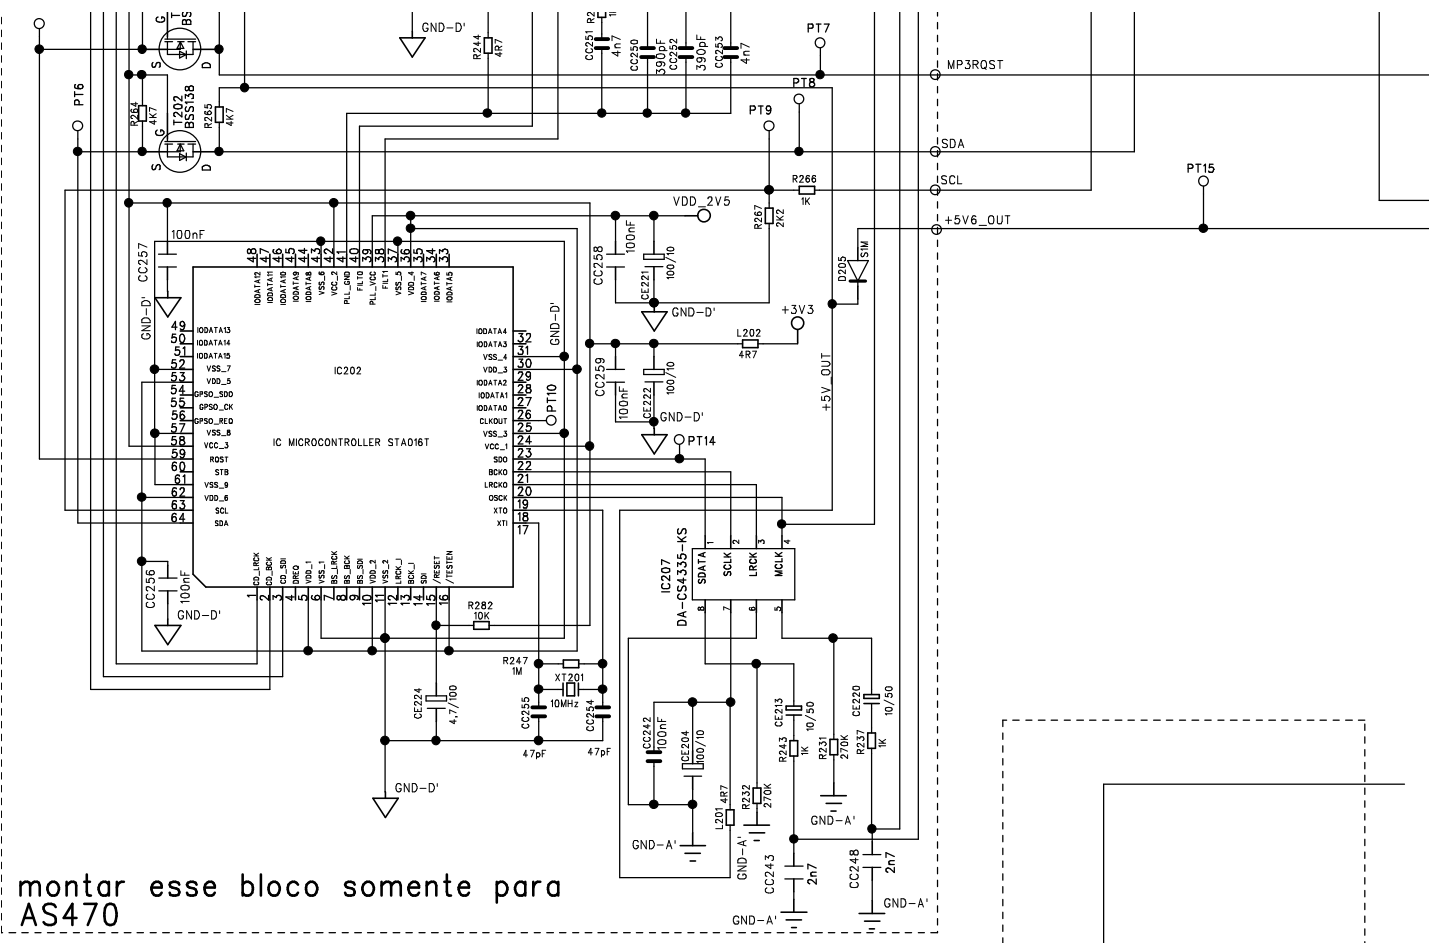 G
S
D
GND-D'
R244
4R7
CC251
4n7
CC250
390pF
CC252
390pF
CC253
4n7
PT7
MP3RQST
PT6
R264
4K7
T202
BSS138
R265
4K7
G
S
D
PT8
PT9
SDA
R266
1K
SCL
PT15
VDD_2V5
R267
2K2
+5V6_OUT
100nF
CC257
GND-D'
CC258
100nF
CE221
100/10
GND-D'
D205
S1M
+3V3
L202
4R7
+5V_OUT
48 47 46 45 44 43 42 41 40 39 38 37 36 35 34 33
IODATA12
IODATA11
IODATA10
IODATA9
IODATA8
VSS_6
VCC_2
PLL_GND
FILT0
PLL_VCC
FILT1
VSS_5
VDD_4
IODATA7
IODATA6
IODATA5
GND-D'
49 IODATA13
50 IODATA14
51 IODATA15
52 VSS_7
53 VDD_5
54 GPSO_SDO
55 GPSO_CK
56 GPSO_REQ
57 VSS_8
58 VCC_3
59 RQST
60 STB
61 VSS_9
62 VDD_6
63 SCL
64 SDA
IC202
IC MICROCONTROLLER STA016T
IODATA4 32
IODATA3 31
VSS_4 30
VDD_3 29
IODATA2 28
IODATA1 27
IODATA0 26
CLKOUT 25
VSS_3 24
VCC_1 23
SDO 22
BCKO 21
LRCKO 20
OSCK 19
XTO 18
XTI 17
PT10
CC259
100nF
CE222
100/10
GND-D'
PT14
CD_LRCK
CD_BCK
CD_SDI
DREQ
VDD_1
VSS_1
BS_LRCK
BS_BCK
BS_SDI
VDD_2
VSS_2
LRCK_I
BCK_I
SDI
/RESET
/TESTEN
1 2 3 4 5 6 7 8 9 10 11 12 13 14 15 16
CC256
100nF
GND-D'
R282
10K
IC207
DA-CS4335-KS
1 2 3 4
SDATA
SCLK
LRCK
MCLK
8 7 6 5
R247
1M
XT201
10MHz
CE224
4,7/100
CC255
47pF
CC254
47pF
GND-D'
CC242
100nF
CE204
100/10
GND-A'
L201
4R7
R232
270K
GND-A'
CE213
10/50
R243
1K
R231
270K
GND-A'
CE220
10/50
R237
1K
CC243
2n7
GND-A'
CC248
2n7
GND-A'
montar esse bloco somente para
AS470